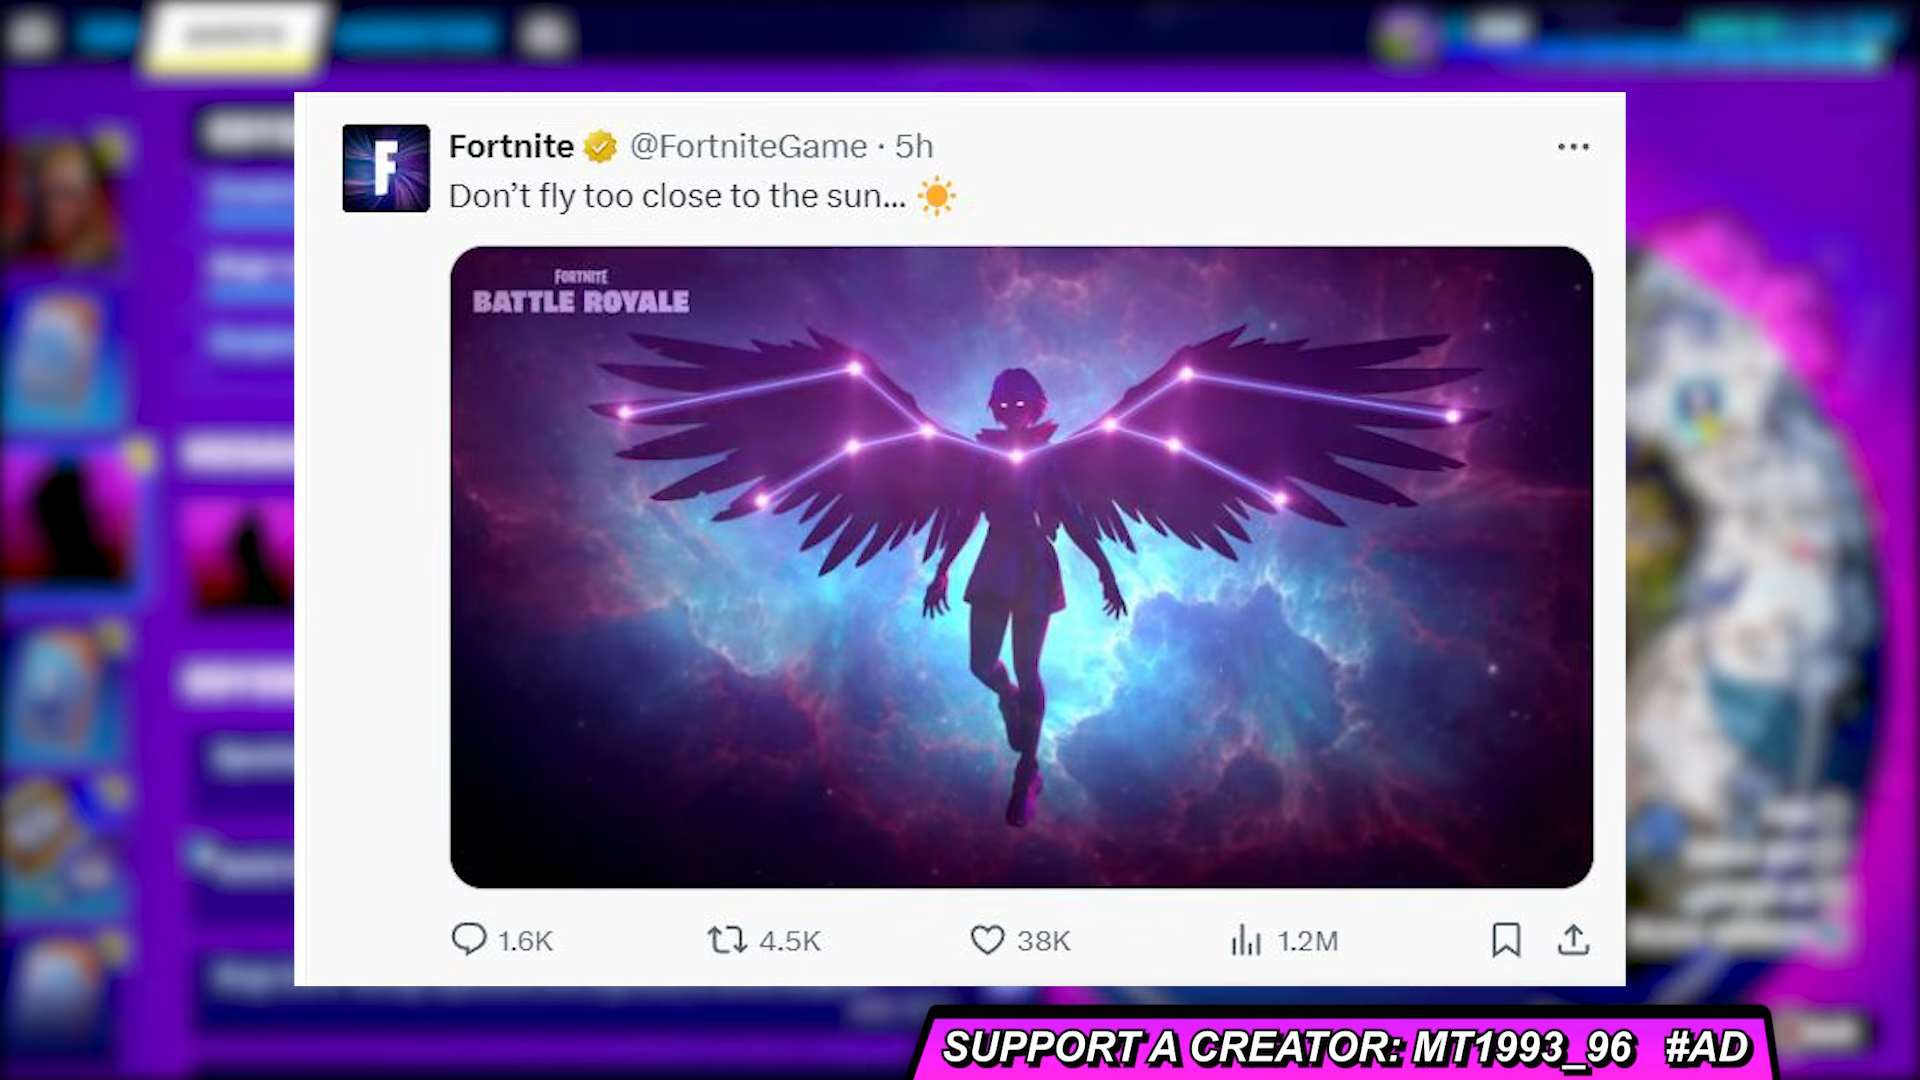 Fortnite @FortniteGame · 5h
Don’t fly too close to the sun... ☀️
FORTNITE
BATTLE ROYALE
1.6K 4.5K 38K 1.2M
SUPPORT A CREATOR: MT1993_96 #AD